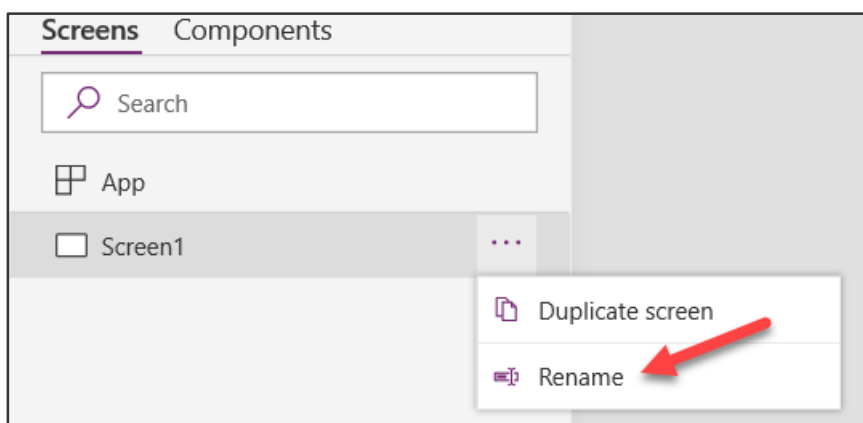 Screens Components
Search
App
Screen1 ...
Duplicate screen
Rename